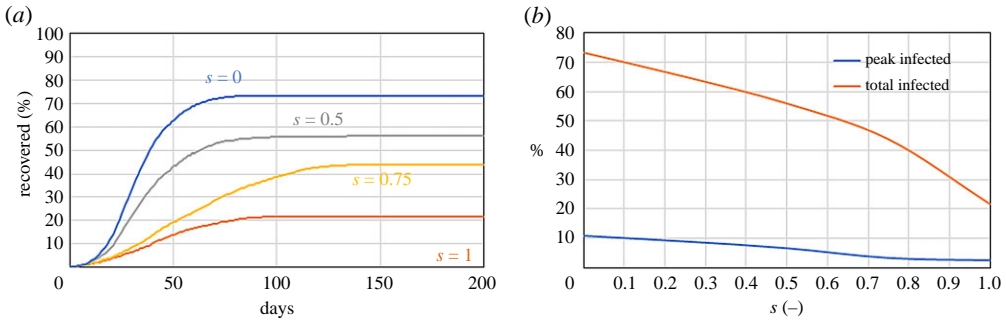 (a)
100
90
80
70
60
50
40
30
20
10
recovered (%)
s = 0
s = 0.5
s = 0.75
s = 1
0 50 100 150 200
days
(b)
80
70
60
50
40
30
20
10
%
peak infected
total infected
0 0.1 0.2 0.3 0.4 0.5 0.6 0.7 0.8 0.9 1.0
s (–)